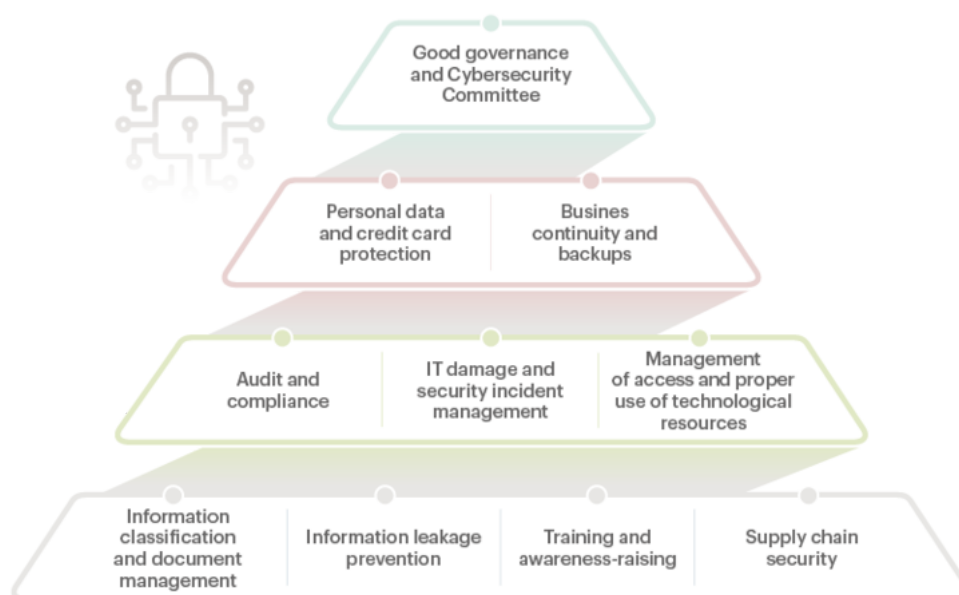 Good governance
and Cybersecurity
Committee
Personal data
and credit card
protection
Busines
continuity and
backups
Audit and
compliance
IT damage and
security incident
management
Management
of access and proper
use of technological
resources
Information
classification
and document
management
Information leakage
prevention
Training and
awareness-raising
Supply chain
security